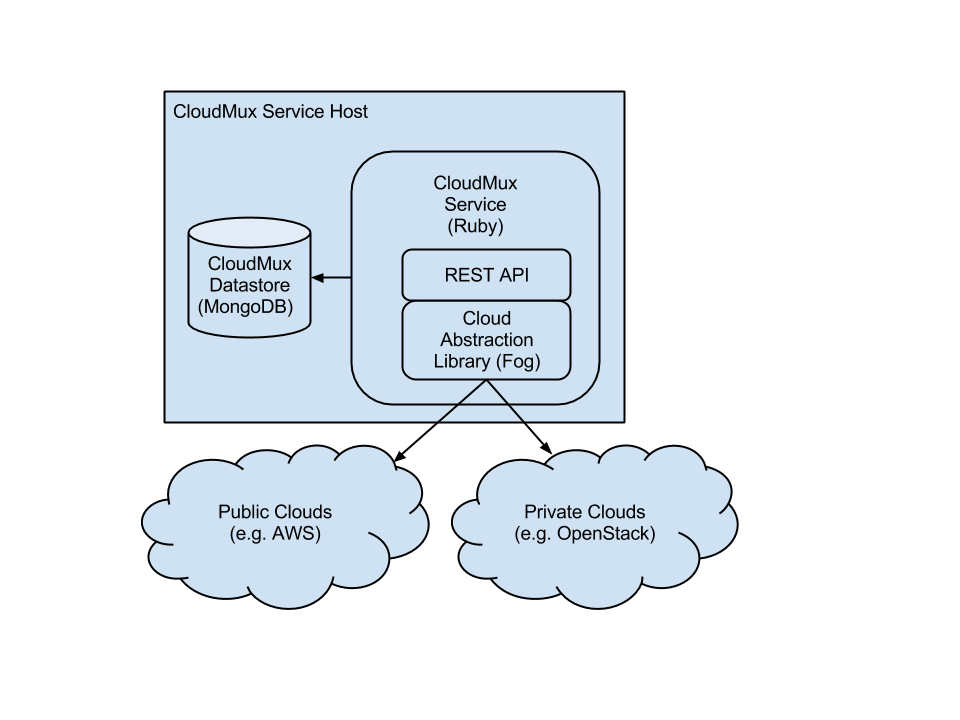 CloudMux Service Host
CloudMux
Service
(Ruby)
CloudMux
Datastore
(MongoDB)
REST API
Cloud
Abstraction
Library (Fog)
Public Clouds
(e.g. AWS)
Private Clouds
(e.g. OpenStack)